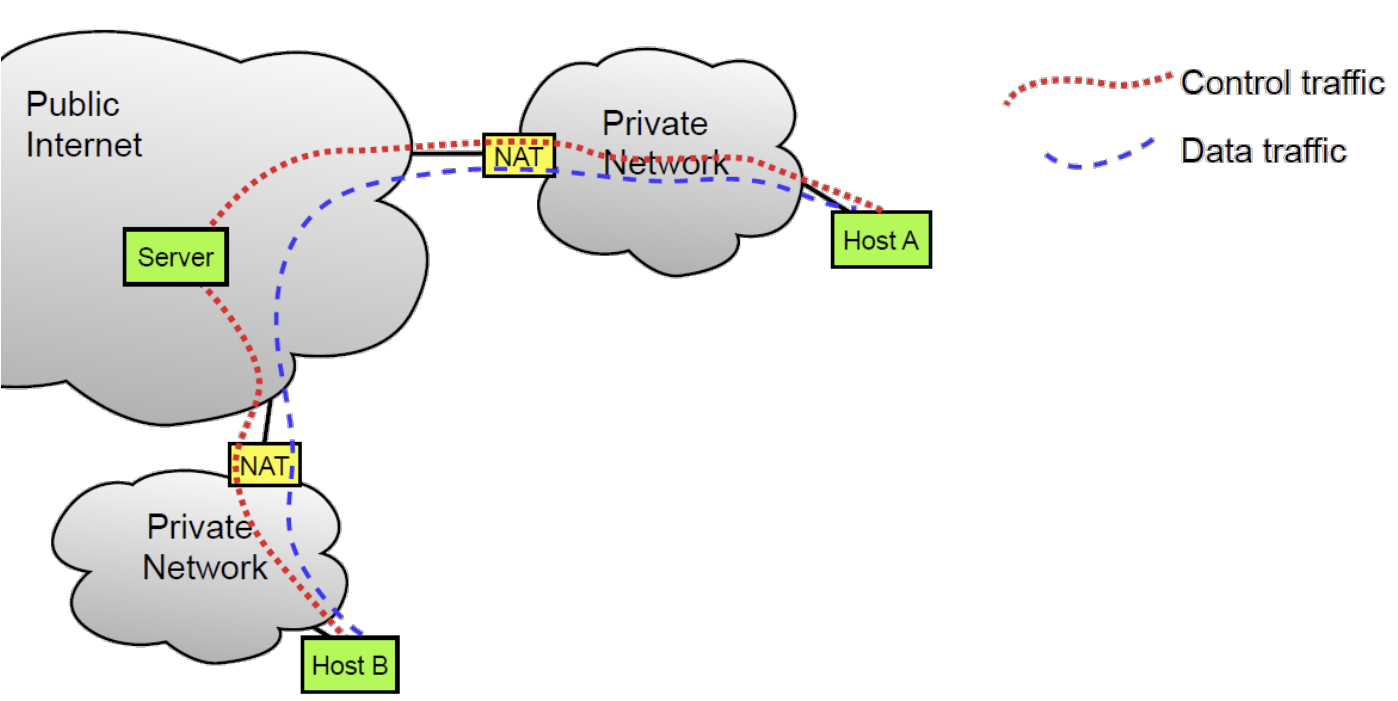 Public
Internet
Private
Network
NAT
Control traffic
Data traffic
Server
Host A
NAT
Private
Network
Host B